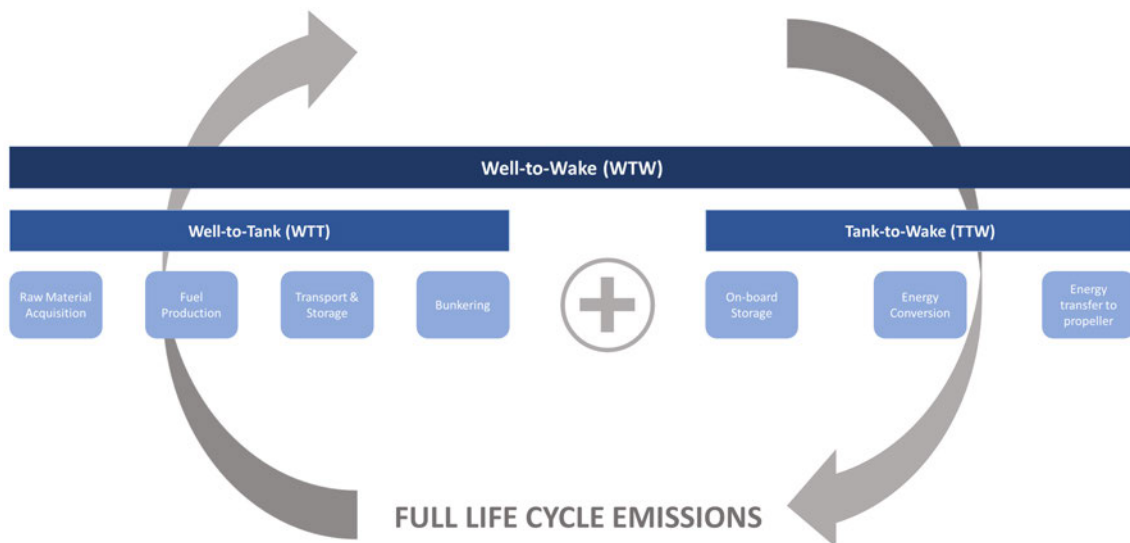 Well-to-Wake (WTW)
Well-to-Tank (WTT)
Tank-to-Wake (TTW)
Raw Material
Acquisition
Fuel
Production
Transport &
Storage
Bunkering
On-board
Storage
Energy
Conversion
Energy
transfer to
propeller
FULL LIFE CYCLE EMISSIONS